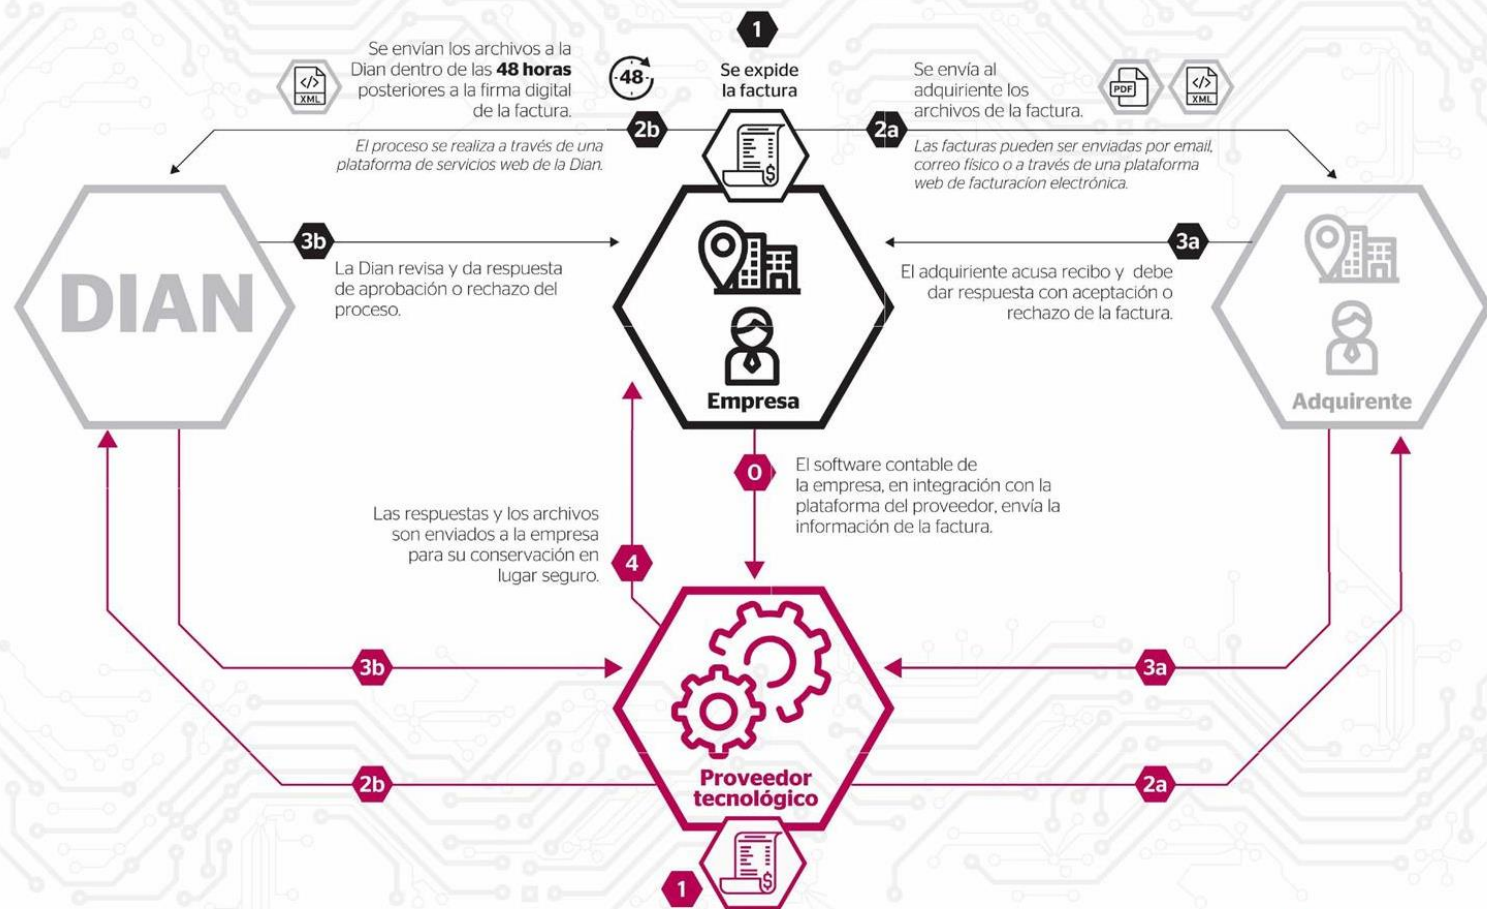 1
Se expide
la factura
Se envían los archivos a la
Dian dentro de las 48 horas
posteriores a la firma digital
de la factura.
</>
XML
48
2b
El proceso se realiza a través de una
plataforma de servicios web de la Dian.
Se envía al
adquiriente los
archivos de la factura.
PDF
</>
XML
2a
Las facturas pueden ser enviadas por email,
correo físico o a través de una plataforma
web de facturacíon electrónica.
$
DIAN
3b
La Dian revisa y da respuesta
de aprobación o rechazo del
proceso.
Empresa
3a
El adquiriente acusa recibo y debe
dar respuesta con aceptación o
rechazo de la factura.
Adquirente
0
El software contable de
la empresa, en integración con la
plataforma del proveedor, envía la
información de la factura.
Las respuestas y los archivos
son enviados a la empresa
para su conservación en
lugar seguro.
4
3b
3a
2b
Proveedor
tecnológico
2a
1
$